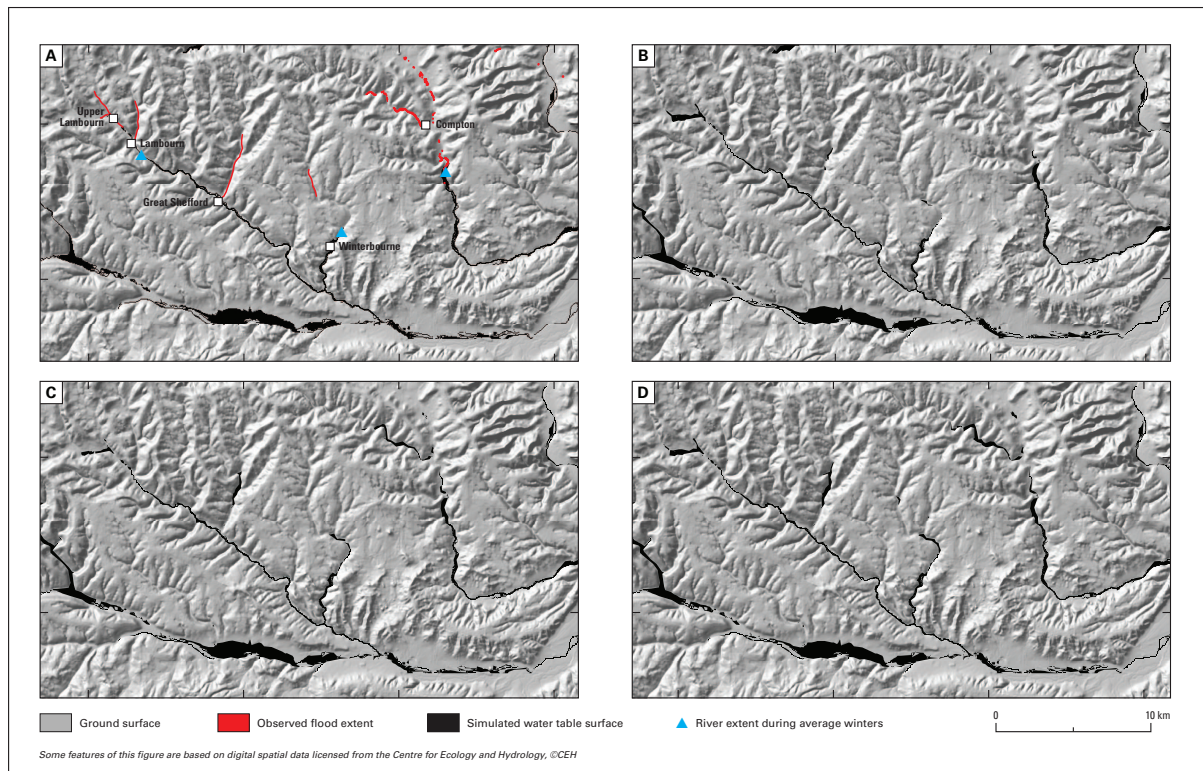 A
Upper
Lambourn
Lambourn
Great Shefford
Winterbourne
Compton
B
C
D
Ground surface
Observed flood extent
Simulated water table surface
River extent during average winters
0
10 km
Some features of this figure are based on digital spatial data licensed from the Centre for Ecology and Hydrology, ©CEH